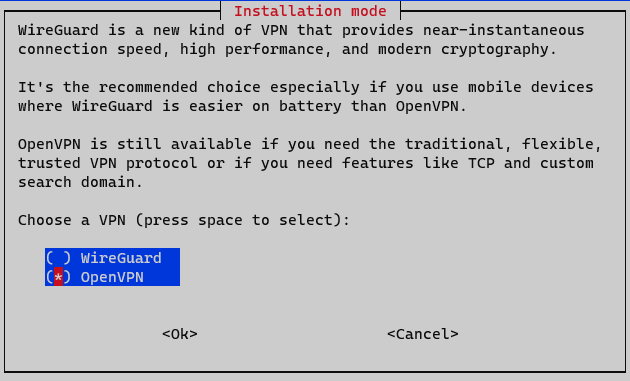 Installation mode
WireGuard is a new kind of VPN that provides near-instantaneous
connection speed, high performance, and modern cryptography.
It's the recommended choice especially if you use mobile devices
where WireGuard is easier on battery than OpenVPN.
OpenVPN is still available if you need the traditional, flexible,
trusted VPN protocol or if you need features like TCP and custom
search domain.
Choose a VPN (press space to select):
( ) WireGuard
(*) OpenVPN
<Ok> <Cancel>